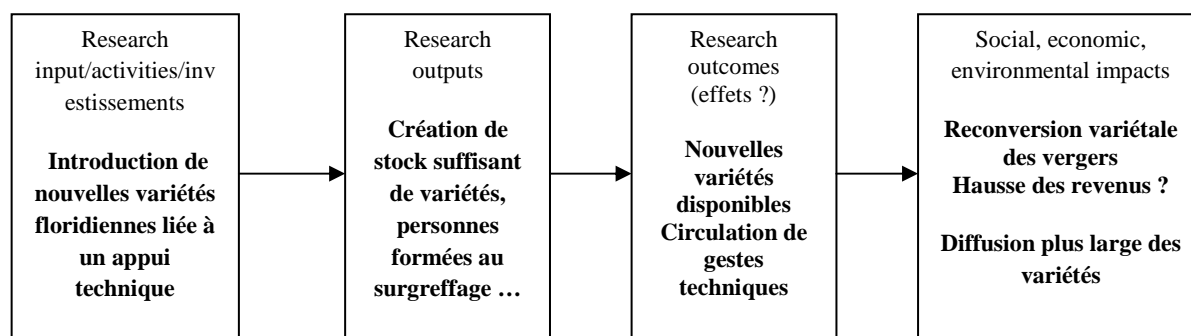 Research
input/activities/inv
estissements
Introduction de
nouvelles variétés
floridiennes liée à
un appui
technique
Research
outputs
Création de
stock suffisant
de variétés,
personnes
formées au
surgreffage …
Research
outcomes
(effets ?)
Nouvelles
variétés
disponibles
Circulation de
gestes
techniques
Social, economic,
environmental impacts
Reconversion variétale
des vergers
Hausse des revenus ?
Diffusion plus large des
variétés